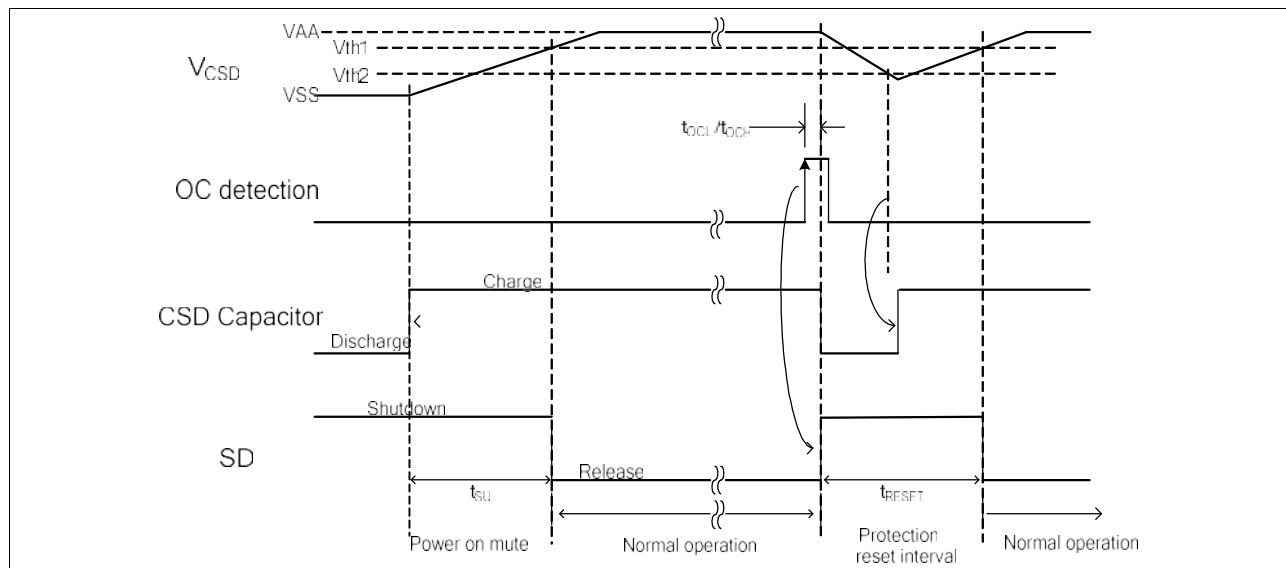 VAA
Vth1
VCSD
Vth2
VSS
tOCL/tOCH
OC detection
Charge
CSD Capacitor
Discharge
Shutdown
SD
Release
tSU
tRESET
Power on mute
Normal operation
Protection
reset interval
Normal operation